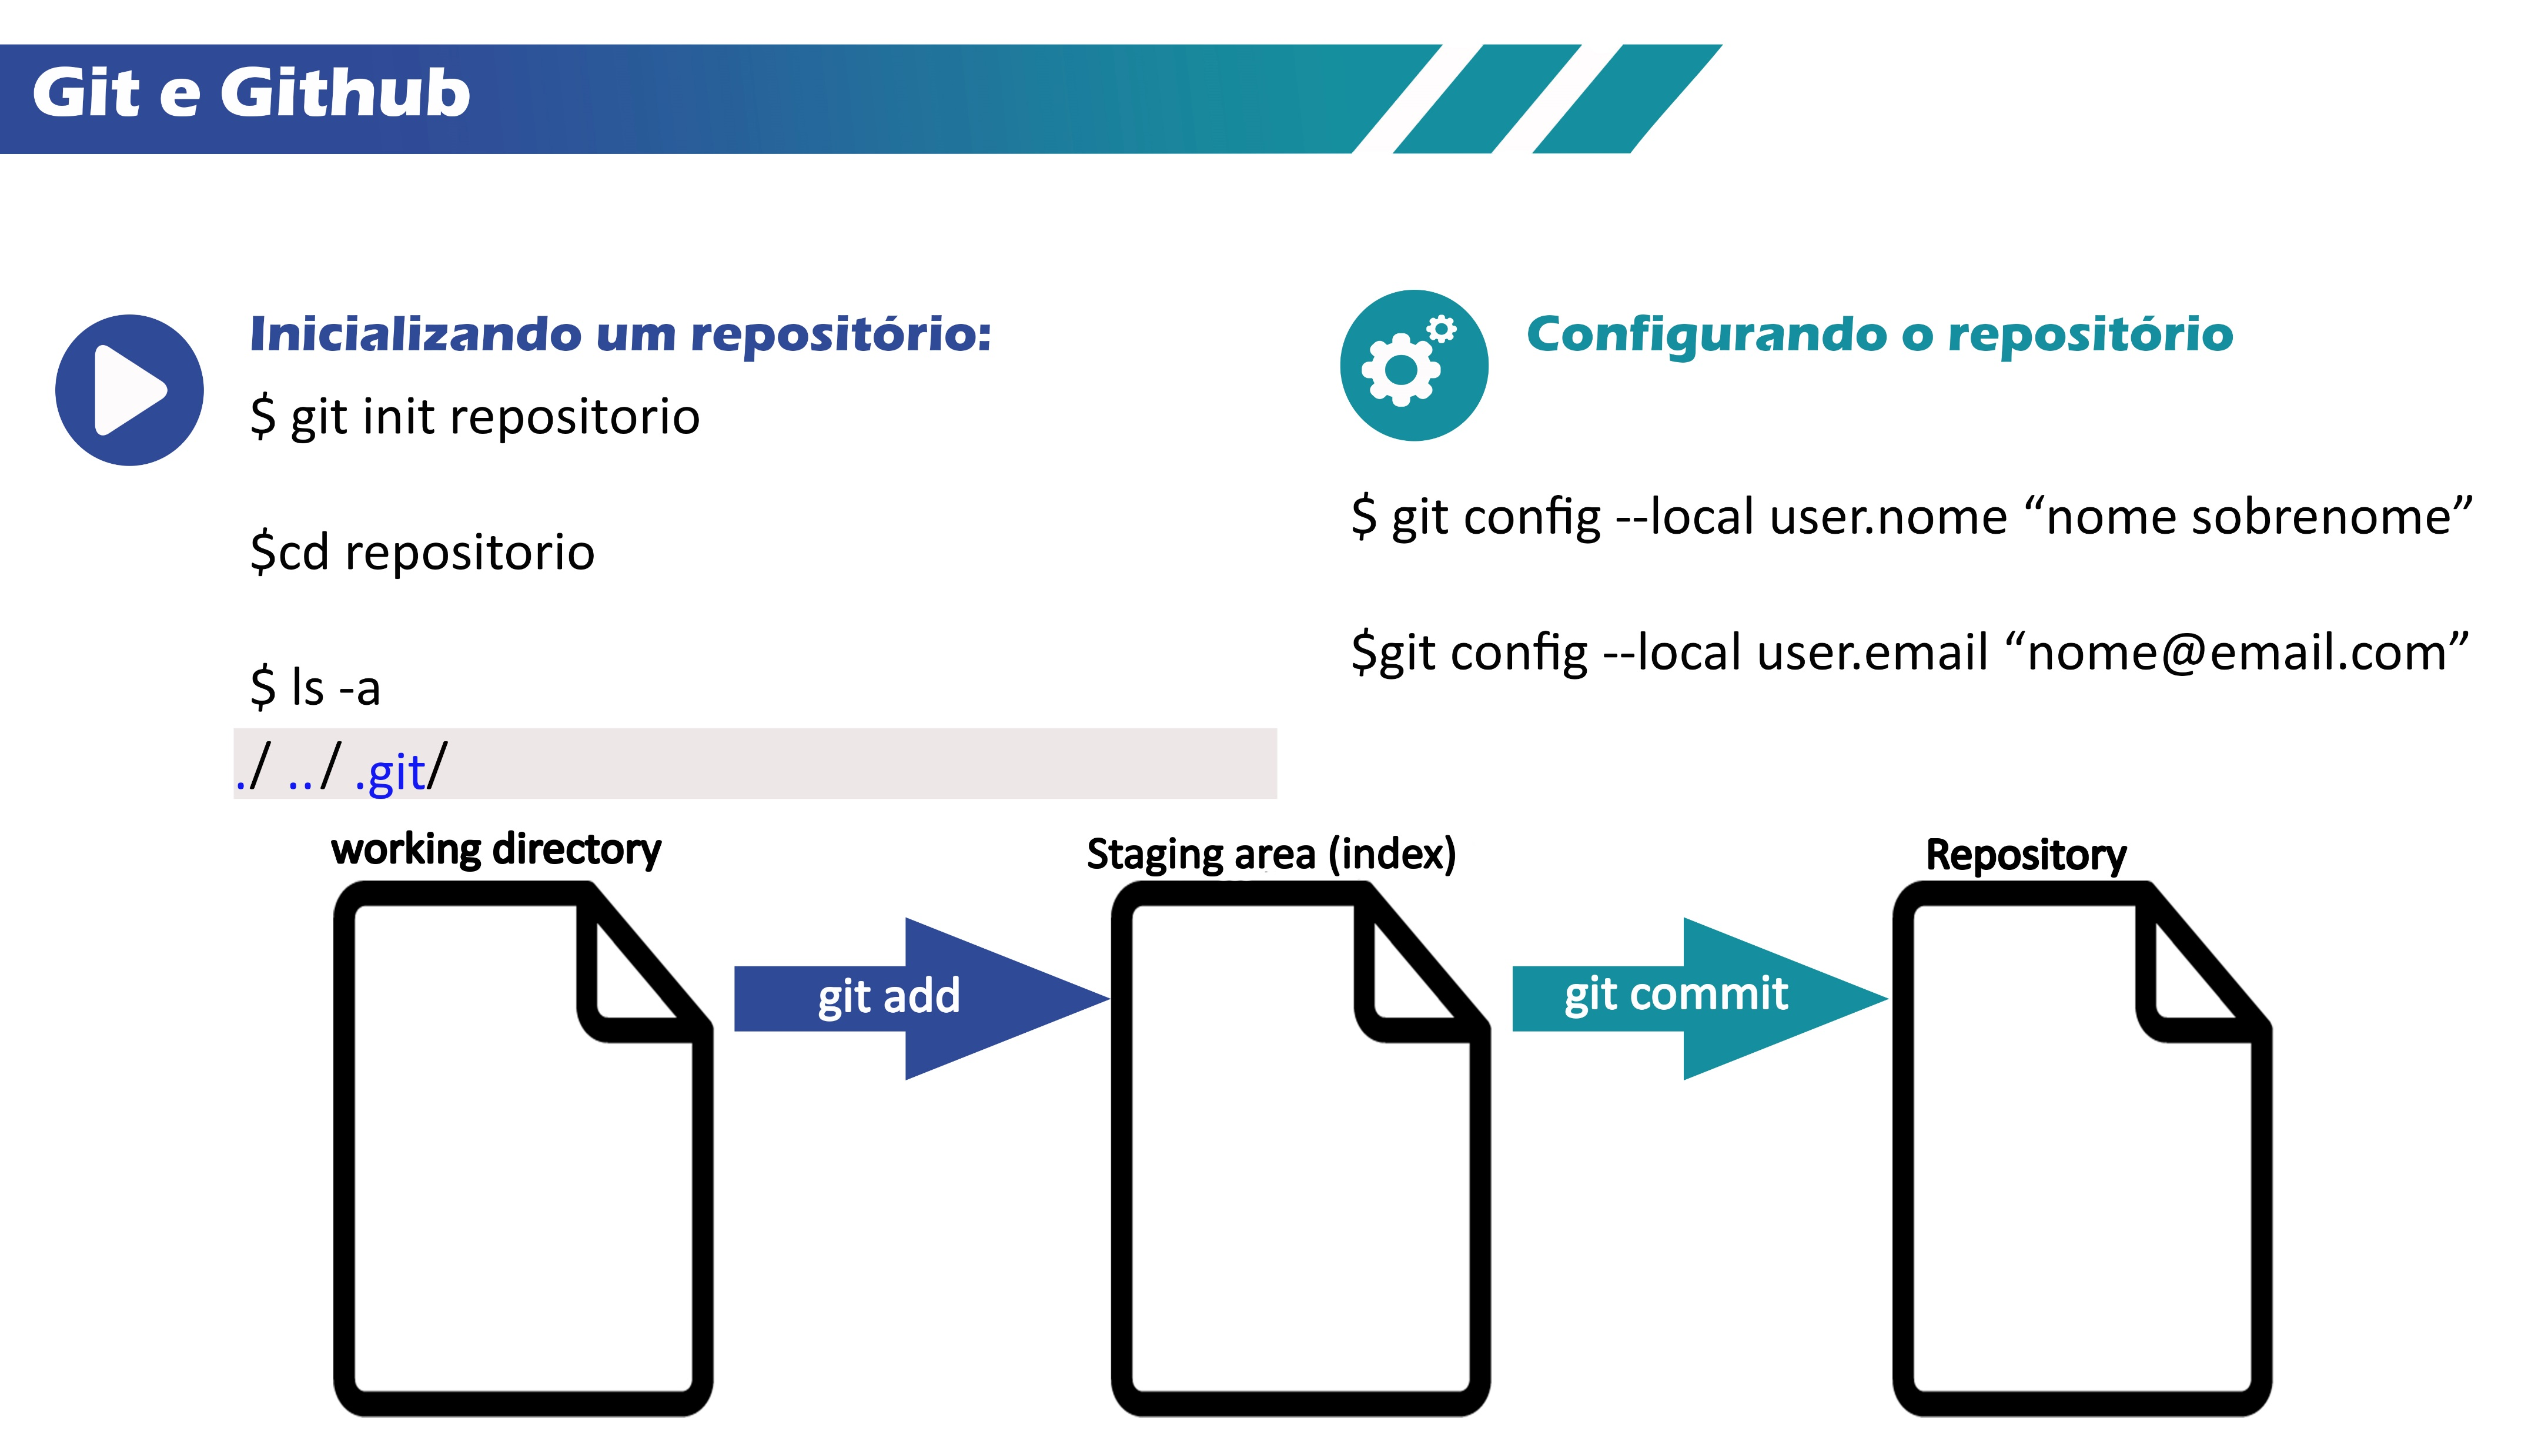 Git e Github
Inicializando um repositório:
$ git init repositorio
$cd repositorio
$ ls -a
./ ../ .git/
Configurando o repositório
$ git config --local user.nome “nome sobrenome”
$git config --local user.email “nome@email.com”
working directory
Staging area (index)
Repository
git add
git commit